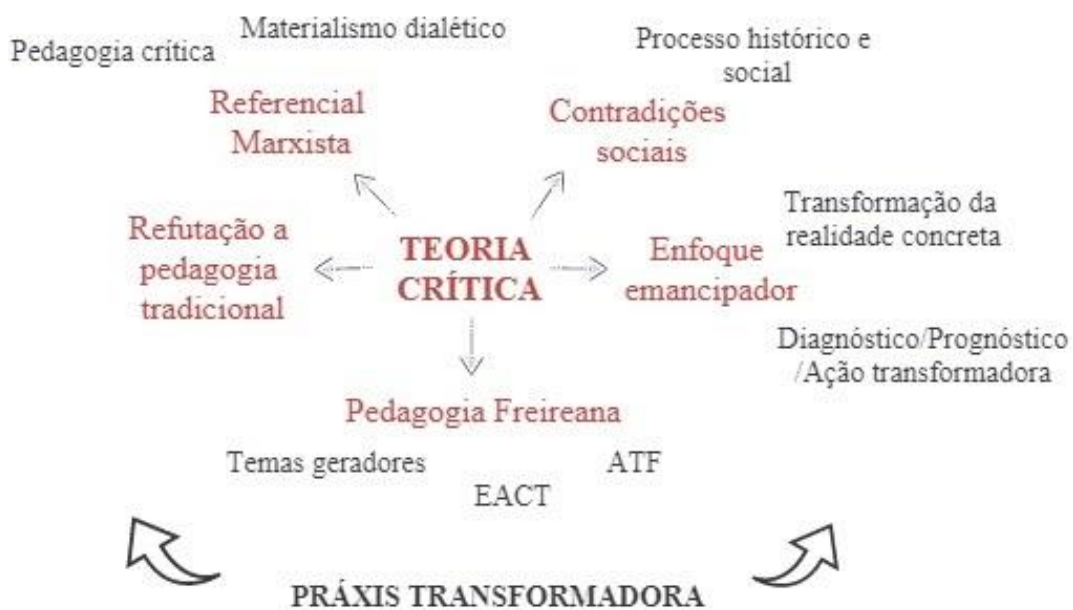 Pedagogia crítica
Materialismo dialético
Processo histórico e
social
Referencial
Marxista
Contradições
sociais
Refutação a
pedagogia
tradicional
TEORIA
CRÍTICA
Enfoque
emancipador
Transformação da
realidade concreta
Diagnóstico/Prognóstico
/Ação transformadora
Pedagogia Freireana
Temas geradores
ATF
EACT
PRÁXIS TRANSFORMADORA